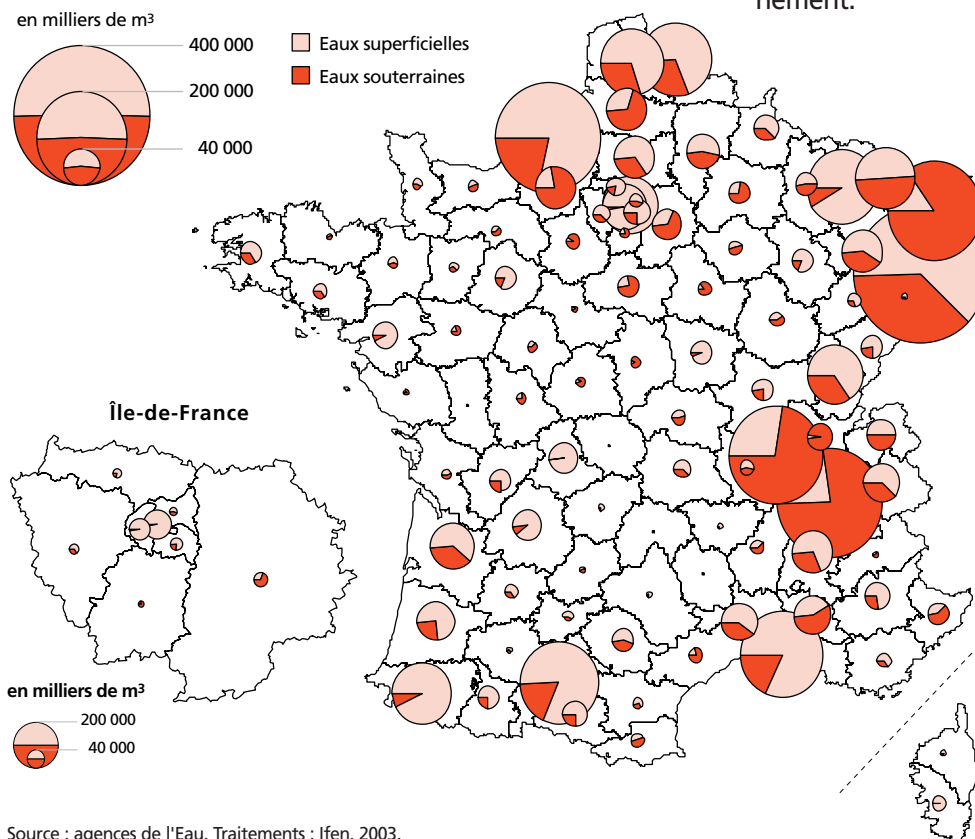 nement.
en milliers de m³
400 000
200 000
40 000
Eaux superficielles
Eaux souterraines
Île-de-France
en milliers de m³
200 000
40 000
Source : agences de l'Eau. Traitements : Ifen, 2003.